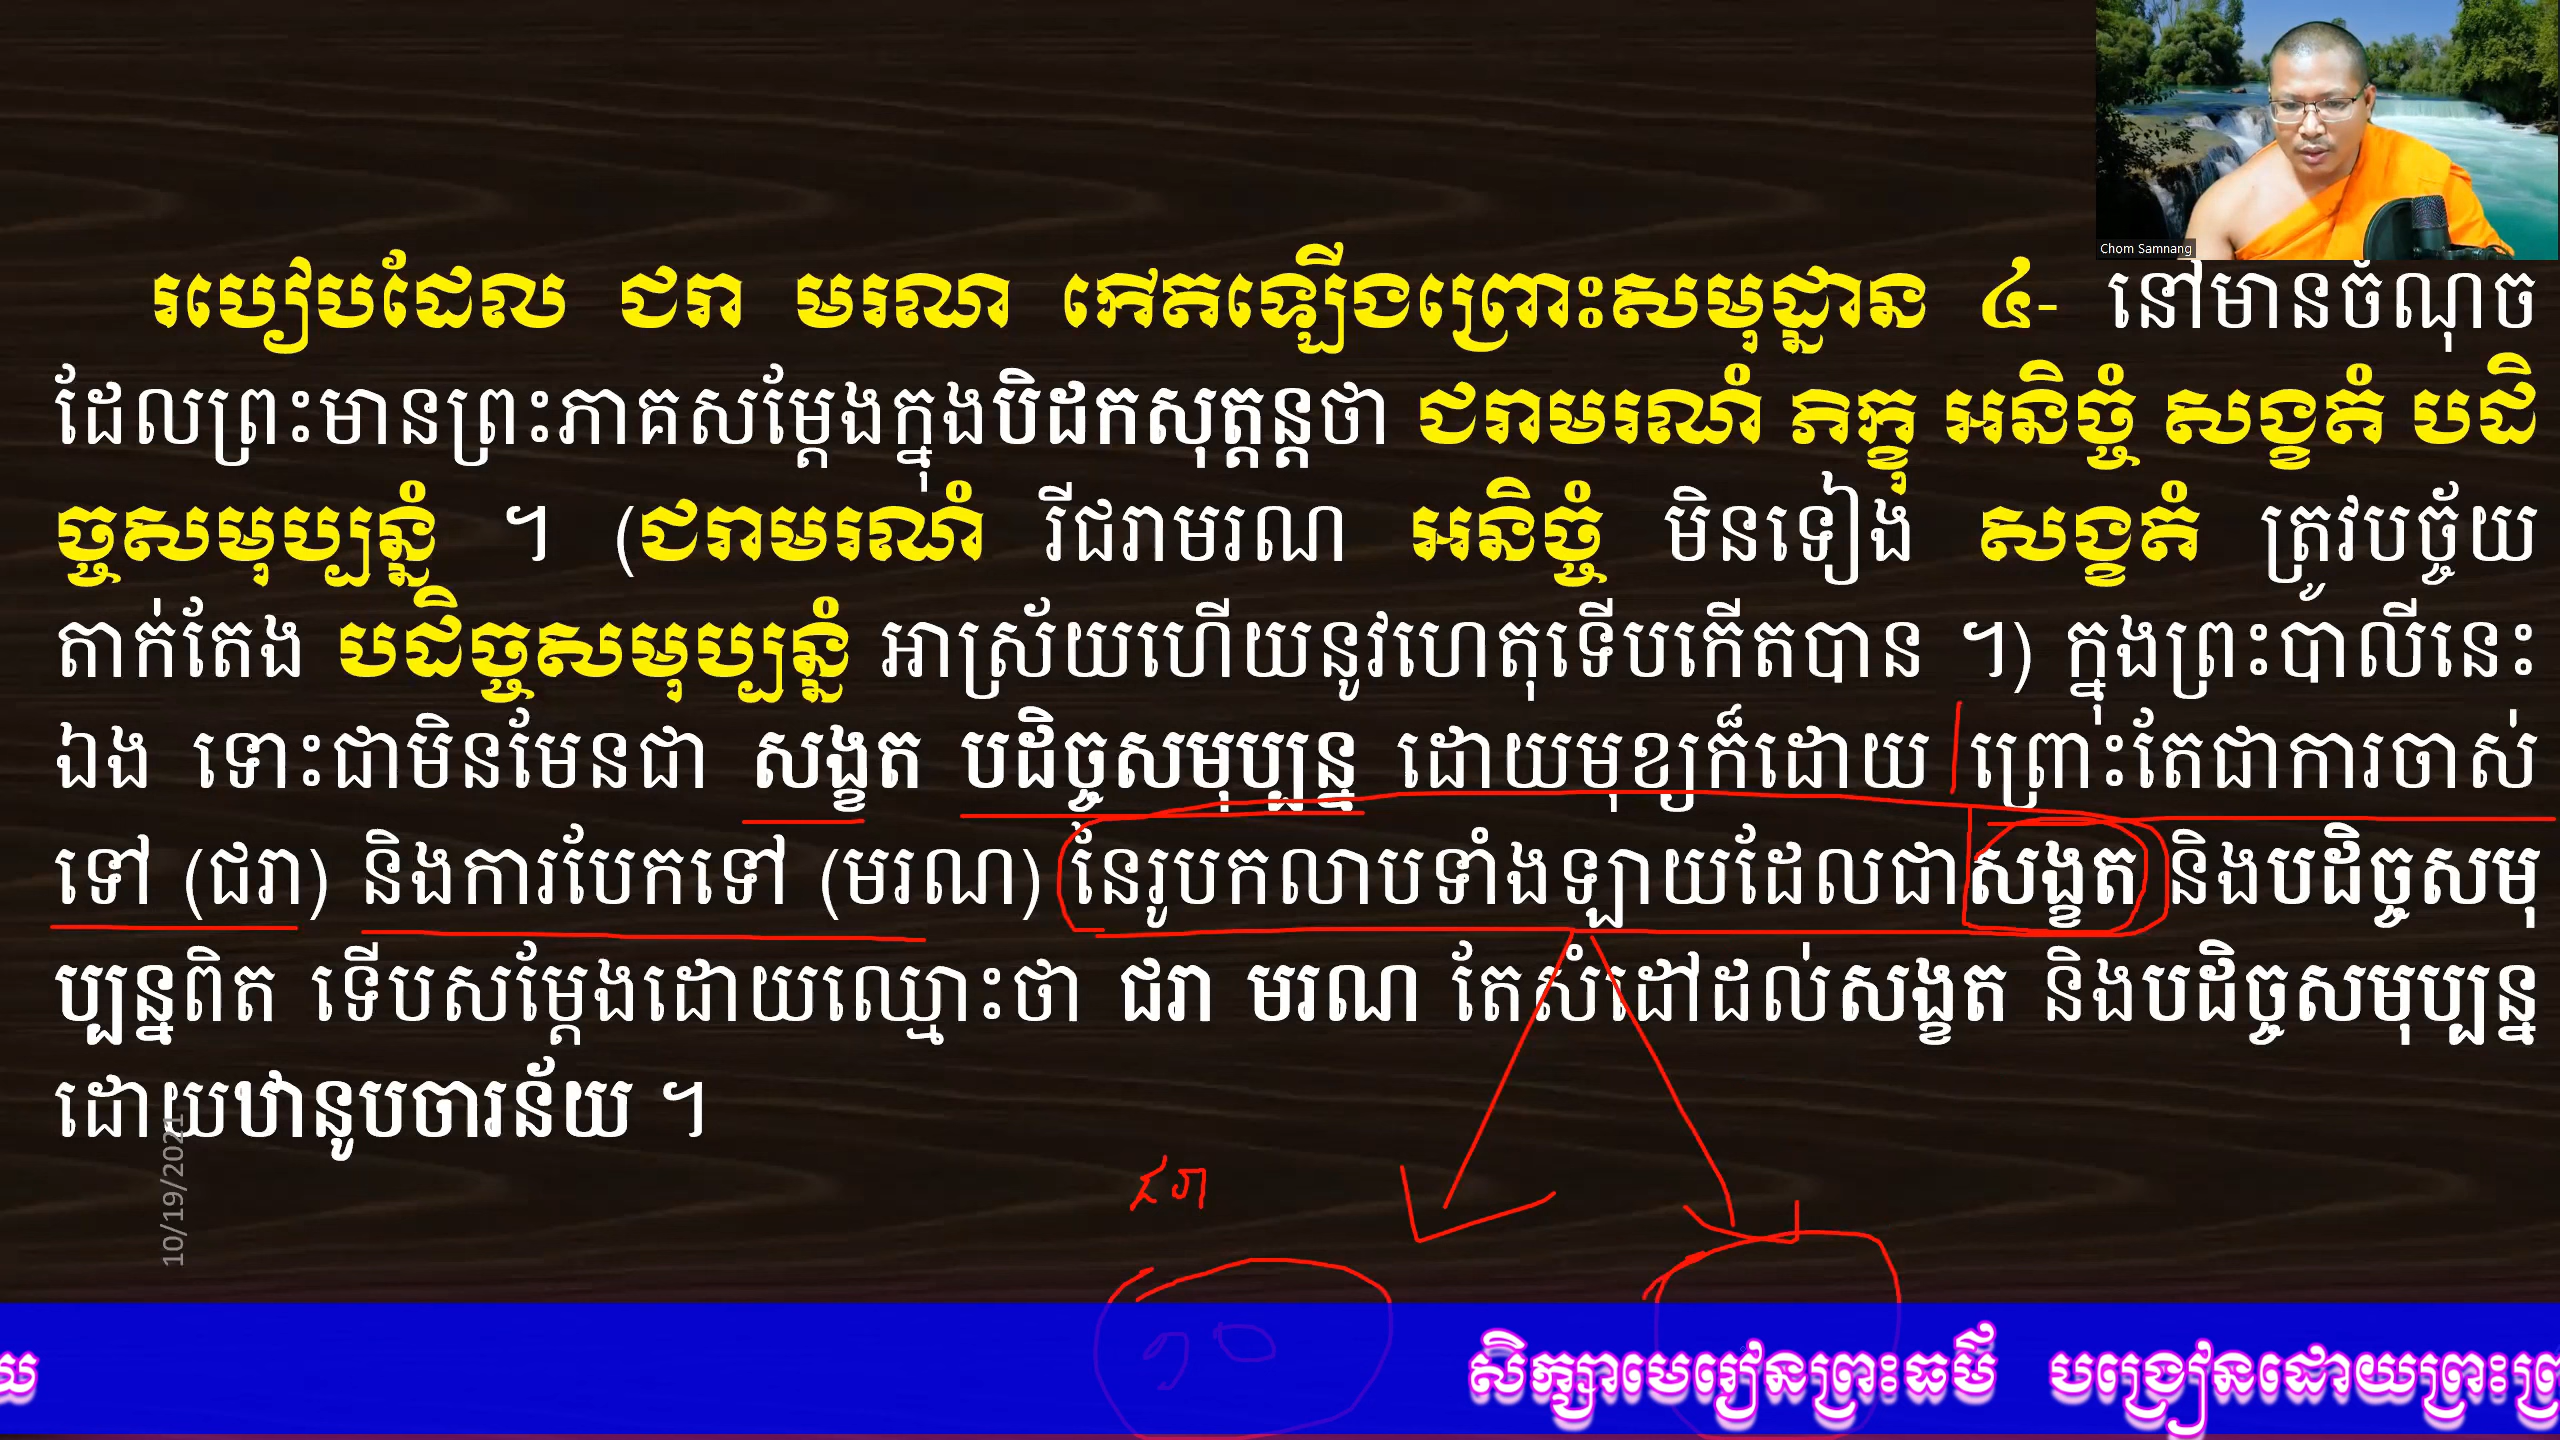 Chom Samnang
របៀបដែល ជរា មរណ កើតឡើងព្រោះសមុដ្ឋាន ៤- នៅមានចំណុច
ដែលព្រះមានព្រះភាគសម្តែងក្នុងបិដកសុត្តន្តថា ជរាមរណំ ភិក្ខុ អនិច្ចំ សង្ខតំ បដិ
ច្ចសមុប្បន្នំ ។ (ជរាមរណំ រីជរាមរណ អនិច្ចំ មិនទៀង សង្ខតំ ត្រូវបច្ច័យ
តាក់តែង បដិច្ចសមុប្បន្នំ អាស្រ័យហើយនូវហេតុទើបកើតបាន ។) ក្នុងព្រះបាលីនេះ
ឯង ទោះជាមិនមែនជា សង្ខត បដិច្ចសមុប្បន្ន ដោយមុខ្យក៏ដោយ ព្រោះតែជាការចាស់
ទៅ (ជរា) និងការបែកទៅ (មរណ) នៃរូបកលាបទាំងឡាយដែលជាសង្ខត និងបដិច្ចសមុ
ប្បន្នពិត ទើបសម្តែងដោយឈ្មោះថា ជរា មរណ តែសំដៅដល់សង្ខត និងបដិច្ចសមុប្បន្ន
ដោយឋានូបចារន័យ ។
10/19/2021
ជរា
សិក្សាមេរៀនព្រះធម៌ បង្រៀនដោយព្រះ